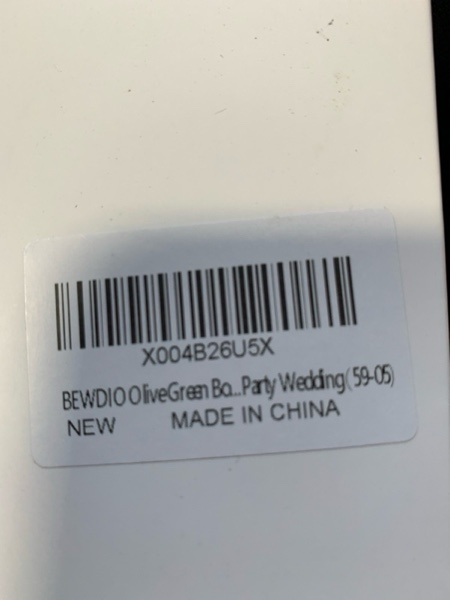 X004B26U5X
BEWDIO OliveGreen Bo...Party Wedding(59-05)
NEW MADE IN CHINA